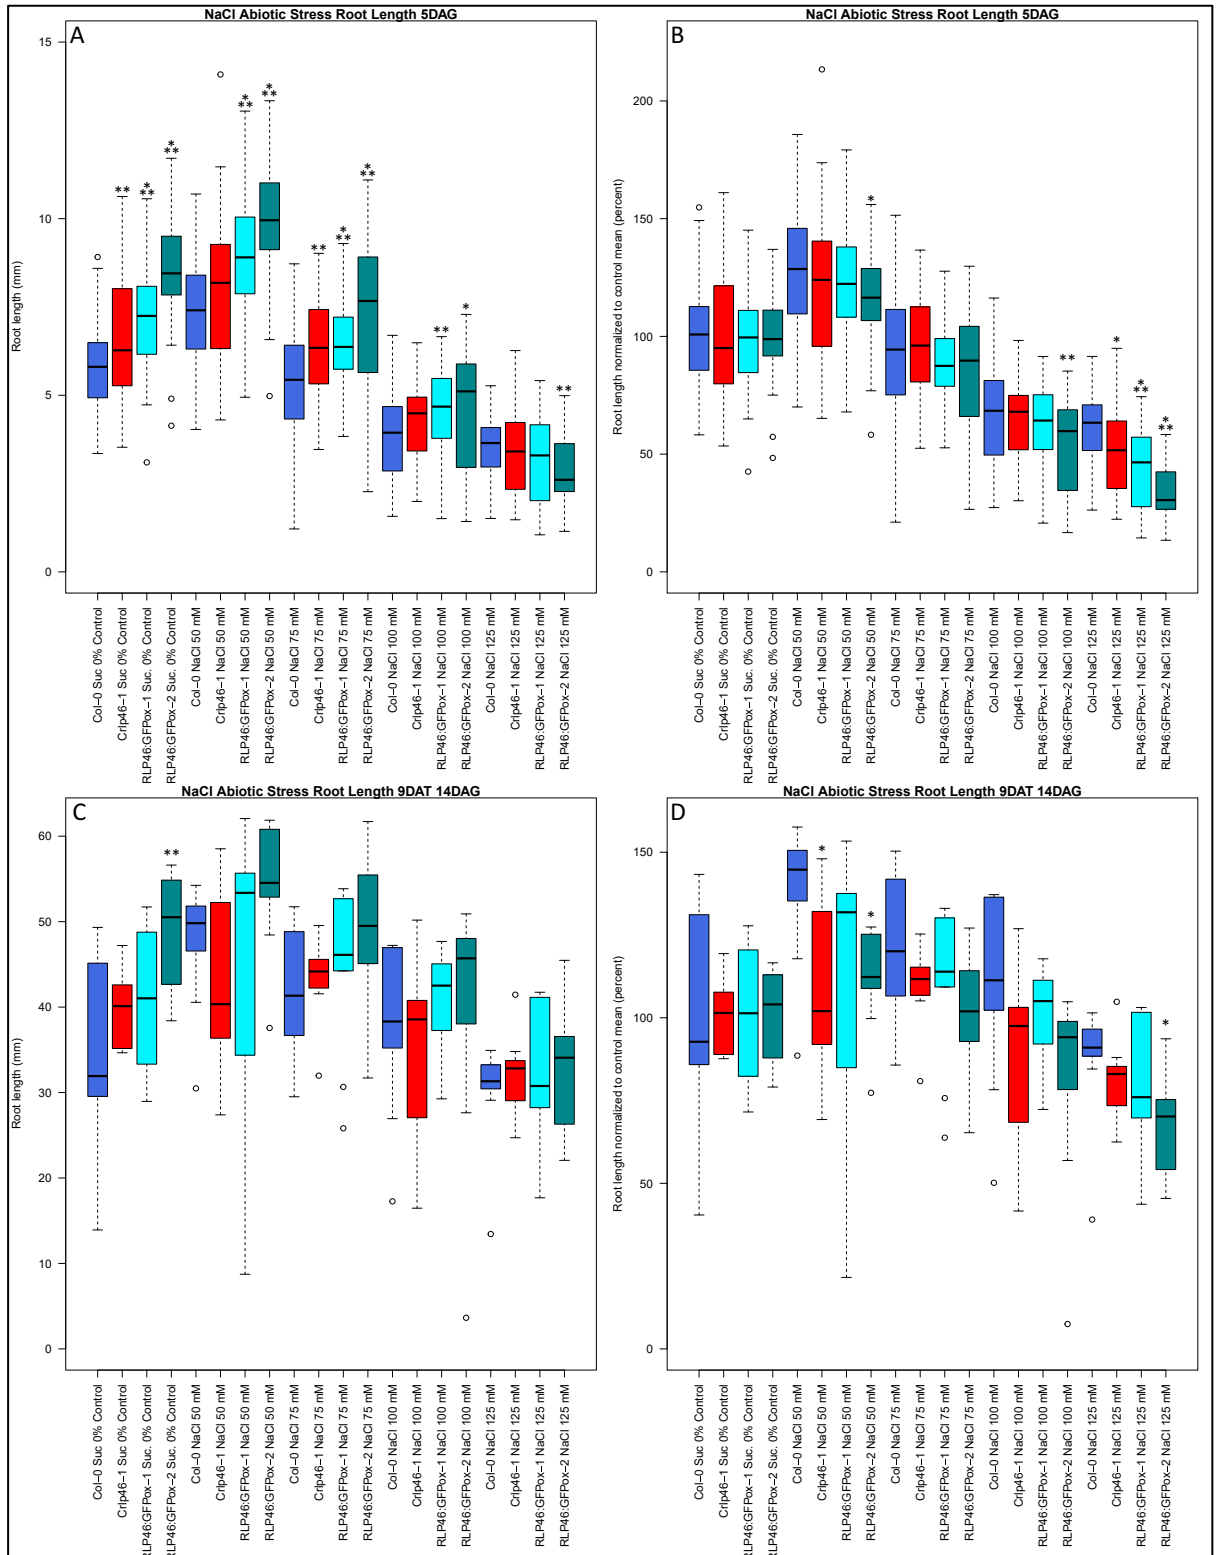 NaCl Abiotic Stress Root Length 5DAG
A
Root length (mm)
15
10
5
0
*
**
*
**
*
**
*
**
**
**
*
**
*
**
**
*
**
Col−0 Suc 0% Control
Crlp46−1 Suc 0% Control
RLP46:GFPox−1 Suc. 0% Control
RLP46:GFPox−2 Suc. 0% Control
Col−0 NaCl 50 mM
Crlp46−1 NaCl 50 mM
RLP46:GFPox−1 NaCl 50 mM
RLP46:GFPox−2 NaCl 50 mM
Col−0 NaCl 75 mM
Crlp46−1 NaCl 75 mM
RLP46:GFPox−1 NaCl 75 mM
RLP46:GFPox−2 NaCl 75 mM
Col−0 NaCl 100 mM
Crlp46−1 NaCl 100 mM
RLP46:GFPox−1 NaCl 100 mM
RLP46:GFPox−2 NaCl 100 mM
Col−0 NaCl 125 mM
Crlp46−1 NaCl 125 mM
RLP46:GFPox−1 NaCl 125 mM
RLP46:GFPox−2 NaCl 125 mM
NaCl Abiotic Stress Root Length 5DAG
B
Root length normalized to control mean (percent)
200
150
100
50
0
*
**
*
*
**
*
**
Col−0 Suc 0% Control
Crlp46−1 Suc 0% Control
RLP46:GFPox−1 Suc. 0% Control
RLP46:GFPox−2 Suc. 0% Control
Col−0 NaCl 50 mM
Crlp46−1 NaCl 50 mM
RLP46:GFPox−1 NaCl 50 mM
RLP46:GFPox−2 NaCl 50 mM
Col−0 NaCl 75 mM
Crlp46−1 NaCl 75 mM
RLP46:GFPox−1 NaCl 75 mM
RLP46:GFPox−2 NaCl 75 mM
Col−0 NaCl 100 mM
Crlp46−1 NaCl 100 mM
RLP46:GFPox−1 NaCl 100 mM
RLP46:GFPox−2 NaCl 100 mM
Col−0 NaCl 125 mM
Crlp46−1 NaCl 125 mM
RLP46:GFPox−1 NaCl 125 mM
RLP46:GFPox−2 NaCl 125 mM
NaCl Abiotic Stress Root Length 9DAT 14DAG
C
Root length (mm)
60
50
40
30
20
10
0
**
Col−0 Suc 0% Control
Crlp46−1 Suc 0% Control
RLP46:GFPox−1 Suc. 0% Control
RLP46:GFPox−2 Suc. 0% Control
Col−0 NaCl 50 mM
Crlp46−1 NaCl 50 mM
RLP46:GFPox−1 NaCl 50 mM
RLP46:GFPox−2 NaCl 50 mM
Col−0 NaCl 75 mM
Crlp46−1 NaCl 75 mM
RLP46:GFPox−1 NaCl 75 mM
RLP46:GFPox−2 NaCl 75 mM
Col−0 NaCl 100 mM
Crlp46−1 NaCl 100 mM
RLP46:GFPox−1 NaCl 100 mM
RLP46:GFPox−2 NaCl 100 mM
Col−0 NaCl 125 mM
Crlp46−1 NaCl 125 mM
RLP46:GFPox−1 NaCl 125 mM
RLP46:GFPox−2 NaCl 125 mM
NaCl Abiotic Stress Root Length 9DAT 14DAG
D
Root length normalized to control mean (percent)
150
100
50
0
*
*
*
Col−0 Suc 0% Control
Crlp46−1 Suc 0% Control
RLP46:GFPox−1 Suc. 0% Control
RLP46:GFPox−2 Suc. 0% Control
Col−0 NaCl 50 mM
Crlp46−1 NaCl 50 mM
RLP46:GFPox−1 NaCl 50 mM
RLP46:GFPox−2 NaCl 50 mM
Col−0 NaCl 75 mM
Crlp46−1 NaCl 75 mM
RLP46:GFPox−1 NaCl 75 mM
RLP46:GFPox−2 NaCl 75 mM
Col−0 NaCl 100 mM
Crlp46−1 NaCl 100 mM
RLP46:GFPox−1 NaCl 100 mM
RLP46:GFPox−2 NaCl 100 mM
Col−0 NaCl 125 mM
Crlp46−1 NaCl 125 mM
RLP46:GFPox−1 NaCl 125 mM
RLP46:GFPox−2 NaCl 125 mM